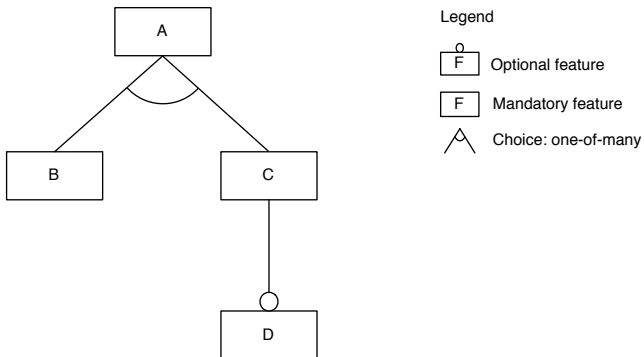 A
B
C
D
Legend
F Optional feature
F Mandatory feature
Choice: one-of-many